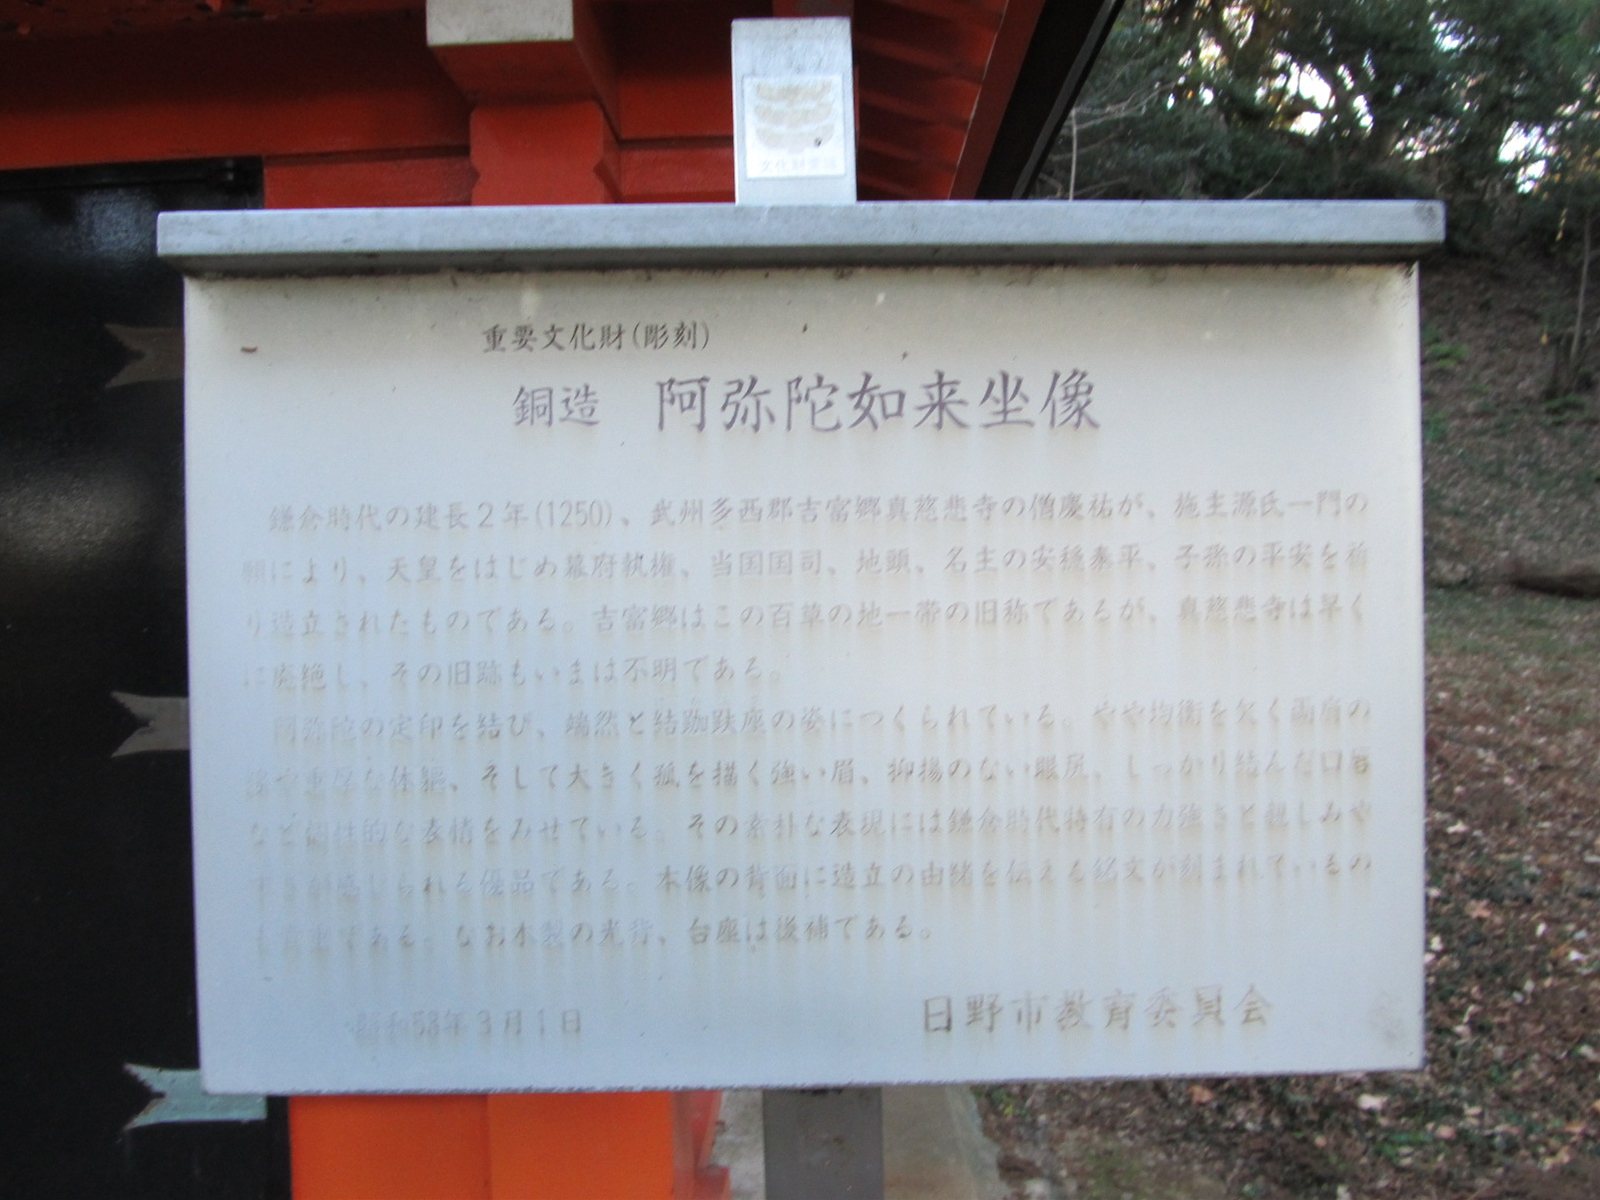 重要文化財(彫刻)
銅造 阿弥陀如来坐像
鎌倉時代の建長2年(1250)、武州多西郡吉富郷真慈悲寺の僧慶祐が、施主源氏一門の
願により、天皇をはじめ幕府執権、当国国司、地頭、名主の安穏泰平、子孫の平安を祈
り造立されたものである。吉富郷はこの百草の地一帯の旧称であるが、真慈悲寺は早く
に廃絶し、その旧跡もいまは不明である。
阿弥陀の定印を結び、端然と結跏趺座の姿につくられている。やや均衡を欠く両肩の
や重厚な体軀、そして大きく弧を描く強い眉、抑揚のない眼尻、しっかり結んだ口唇
など個性的な表情をみせている。その素朴な表現には鎌倉時代特有の力強さと親しみや
すさが感じられる優品である。本像の背面に造立の由緒を伝える銘文が刻まれているの
も貴重である。なお木製の光背、台座は後補である。
昭和58年3月1日
日野市教育委員会